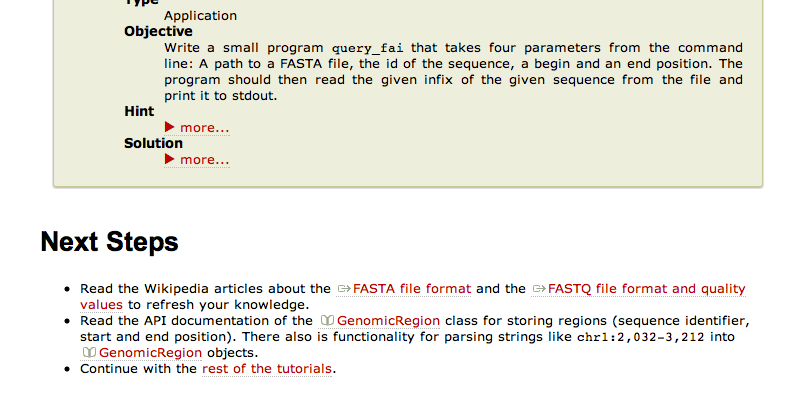 Type
Application
Objective
Write a small program query_fai that takes four parameters from the command
line: A path to a FASTA file, the id of the sequence, a begin and an end position. The
program should then read the given infix of the given sequence from the file and
print it to stdout.
Hint
more...
Solution
more...
Next Steps
Read the Wikipedia articles about the FASTA file format and the FASTQ file format and quality
values to refresh your knowledge.
Read the API documentation of the GenomicRegion class for storing regions (sequence identifier,
start and end position). There also is functionality for parsing strings like chr1:2,032-3,212 into
GenomicRegion objects.
Continue with the rest of the tutorials.